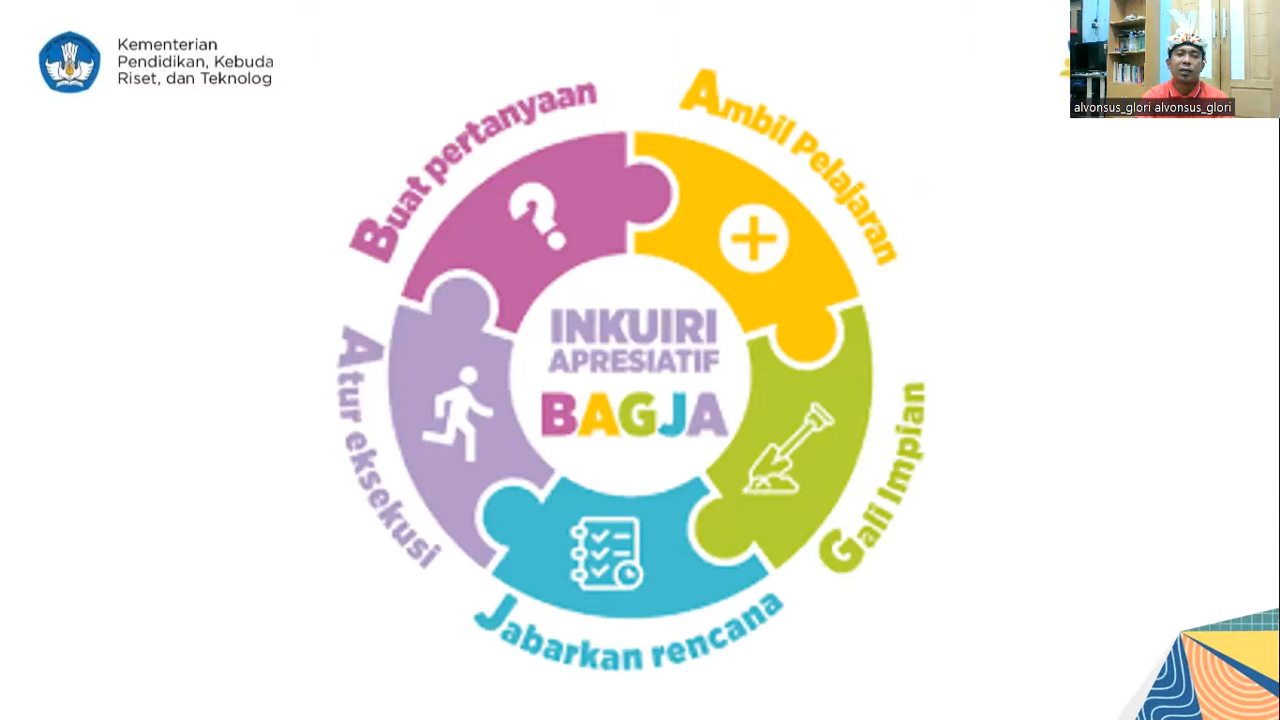 Kementerian
Pendidikan, Kebuda
Riset, dan Teknolog
alvonsus_glori alvonsus_glori
Buat pertanyaan
Ambil Pelajaran
Gali Impian
Jabarkan rencana
Atur eksekusi
INKUIRI
APRESIATIF
BAGJA